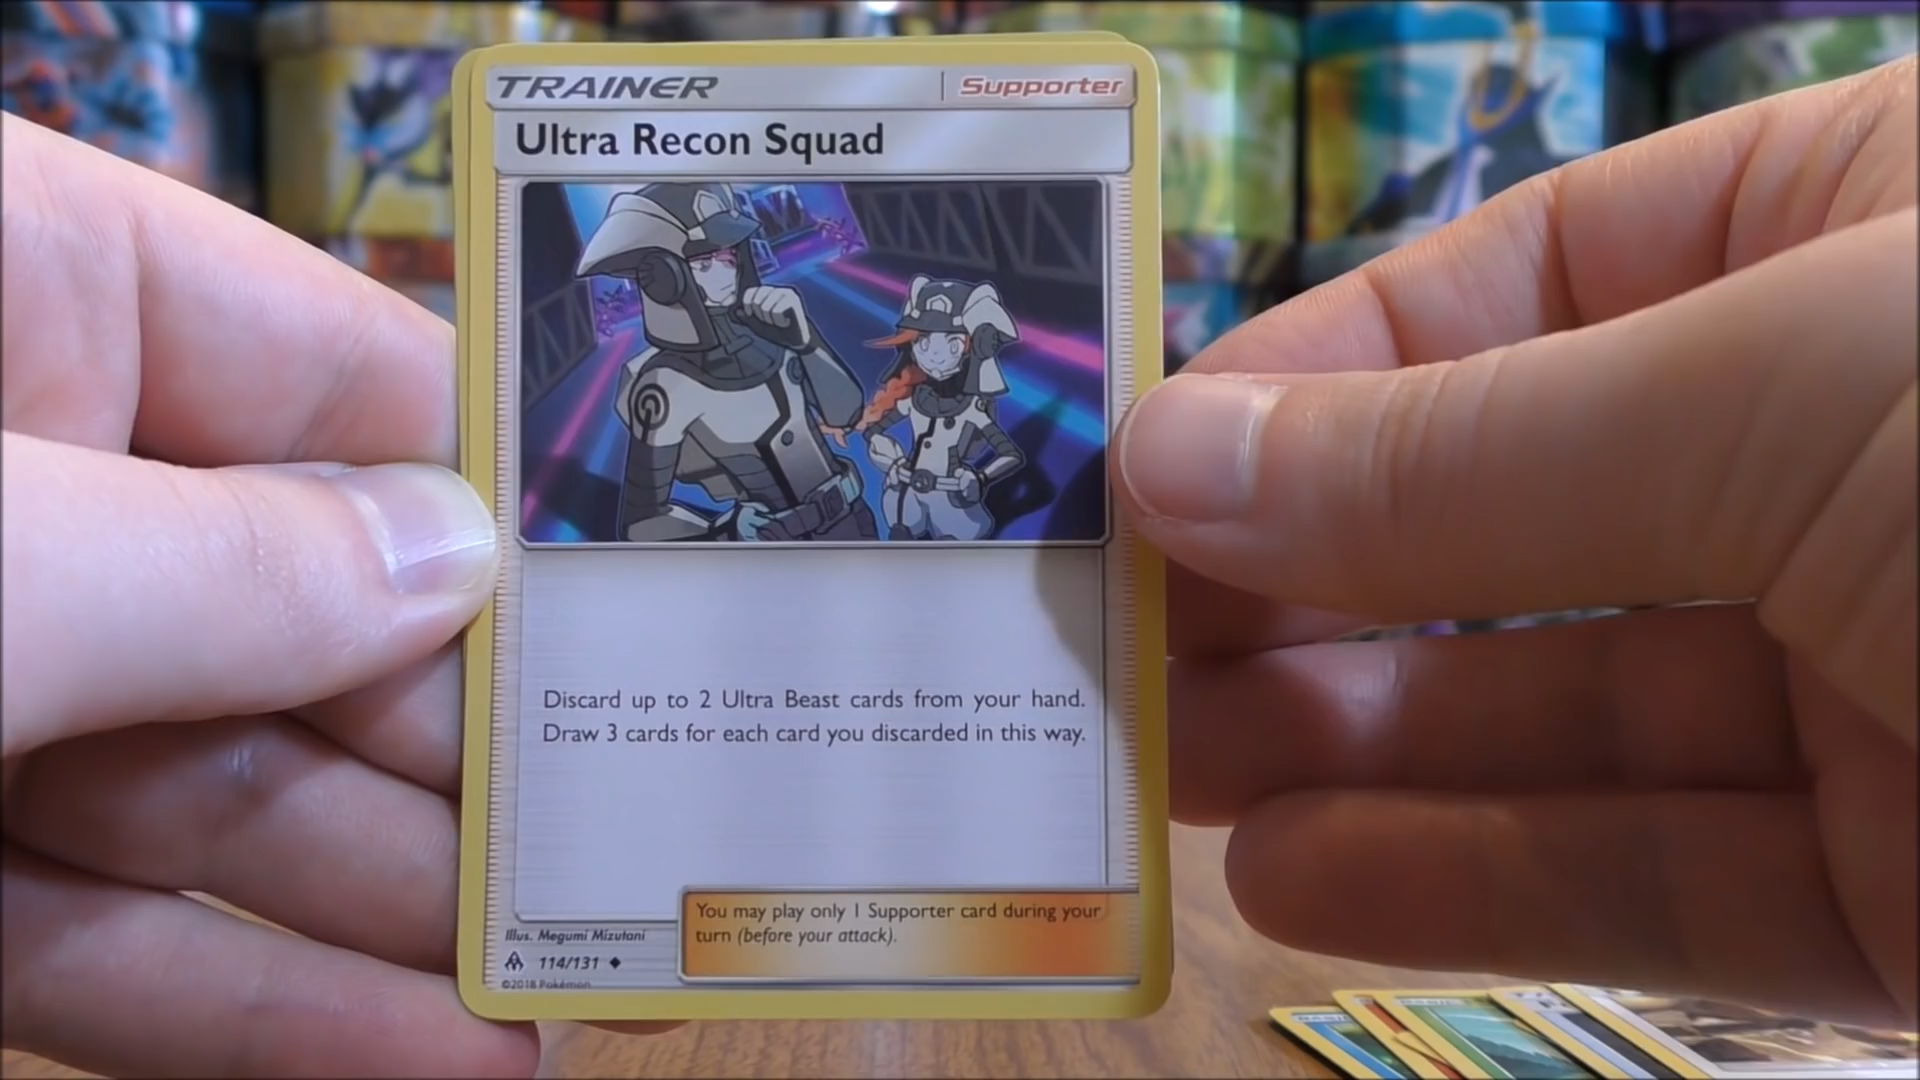 TRAINER
Supporter
Ultra Recon Squad
Discard up to 2 Ultra Beast cards from your hand.
Draw 3 cards for each card you discarded in this way.
You may play only 1 Supporter card during your
turn (before your attack).
Illus. Megumi Mizutani
114/131
©2018 Pokémon
BASIC